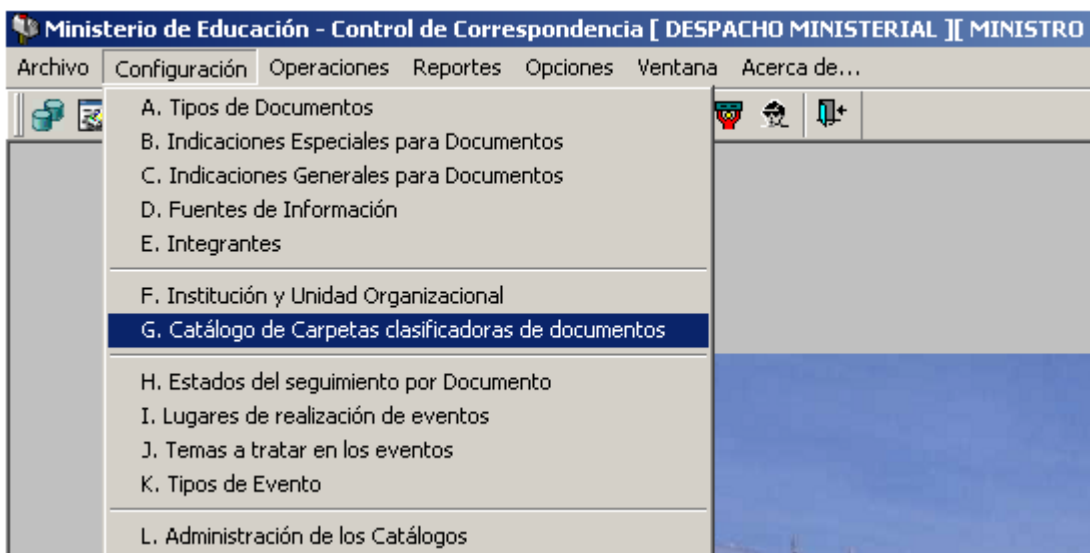 Ministerio de Educación - Control de Correspondencia [ DESPACHO MINISTERIAL ][ MINISTRO
Archivo Configuración Operaciones Reportes Opciones Ventana Acerca de...
A. Tipos de Documentos
B. Indicaciones Especiales para Documentos
C. Indicaciones Generales para Documentos
D. Fuentes de Información
E. Integrantes
F. Institución y Unidad Organizacional
G. Catálogo de Carpetas clasificadoras de documentos
H. Estados del seguimiento por Documento
I. Lugares de realización de eventos
J. Temas a tratar en los eventos
K. Tipos de Evento
L. Administración de los Catálogos